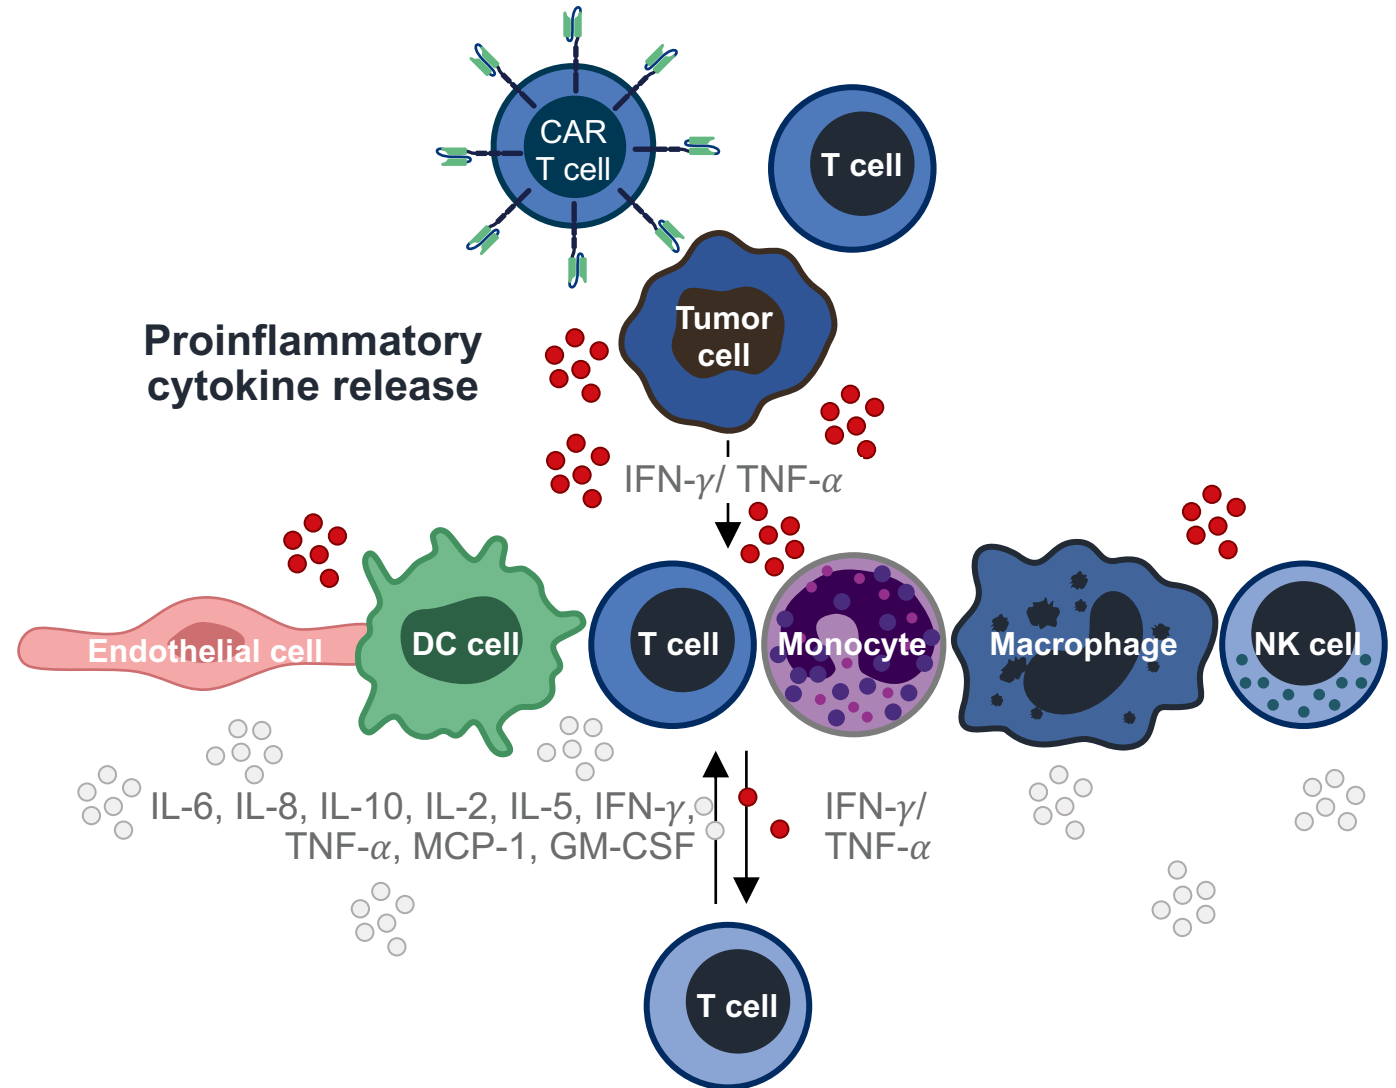 CAR
T cell
T cell
Tumor
cell
Proinflammatory
cytokine release
IFN-γ/ TNF-α
Endothelial cell
DC cell
T cell
Monocyte
Macrophage
NK cell
IL-6, IL-8, IL-10, IL-2, IL-5, IFN-γ,
TNF-α, MCP-1, GM-CSF
IFN-γ/
TNF-α
T cell